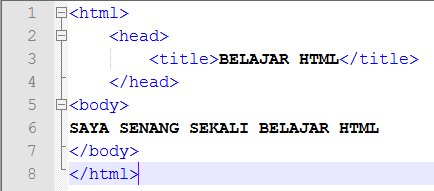 1 <html>
2 <head>
3 <title>BELAJAR HTML</title>
4 </head>
5 <body>
6 SAYA SENANG SEKALI BELAJAR HTML
7 </body>
8 </html>